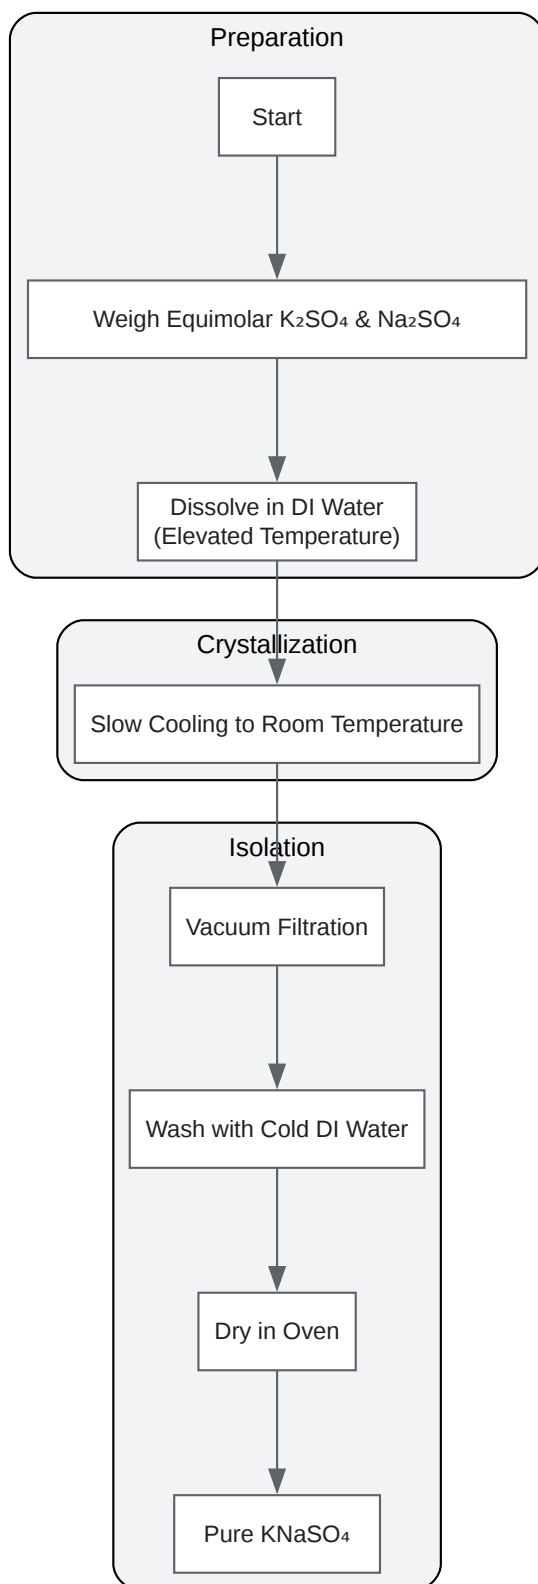 Preparation
Start
Weigh Equimolar K₂SO₄ & Na₂SO₄
Dissolve in DI Water
(Elevated Temperature)
Crystallization
Slow Cooling to Room Temperature
Isolation
Vacuum Filtration
Wash with Cold DI Water
Dry in Oven
Pure KNaSO₄